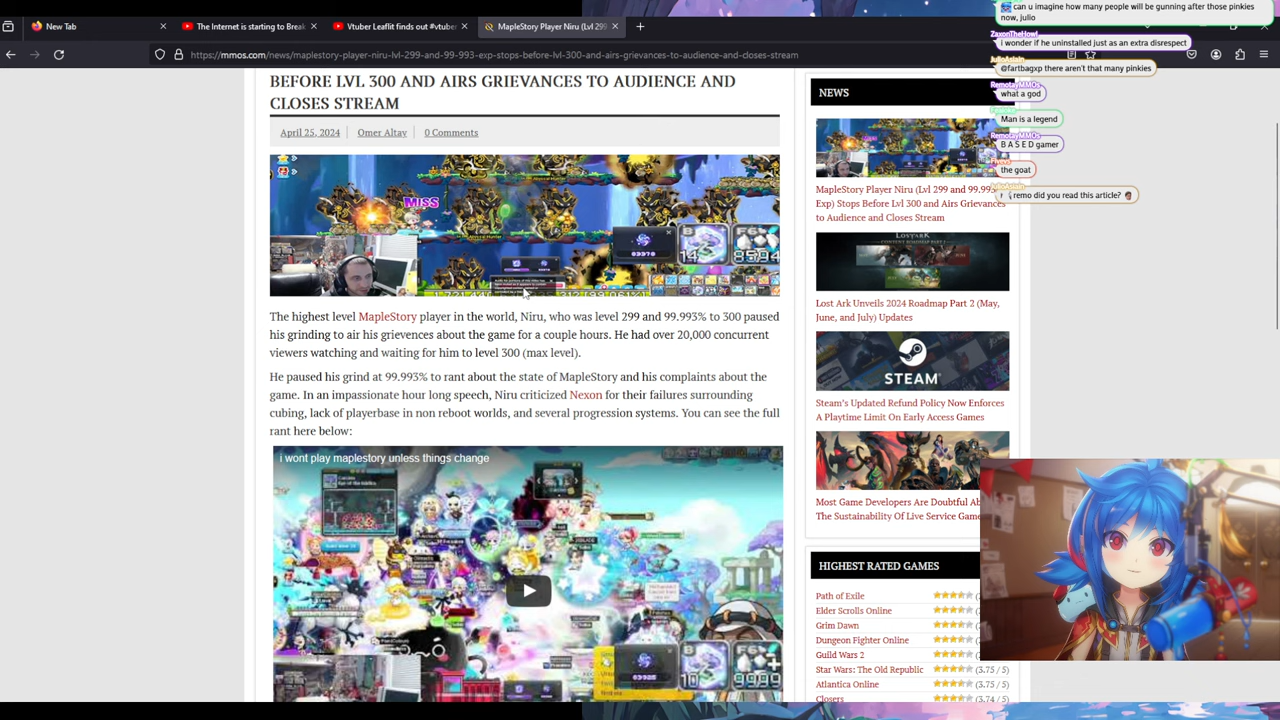 New Tab
The Internet is starting to Break
Vtuber Leaflit finds out #vtuber
MapleStory Player Niru (Lvl 299
https://mmos.com/news/maplestory-player-niru-lvl-299-99-993-exp-stops-before-lvl-300-and-airs-grievances-to-audience-and-closes-stream
can u imagine how many people will be gunning after those pinkies
now, julio
ZaxonTheHowl
i wonder if he uninstalled just as an extra disrespect
@fartbagxp there aren't that many pinkies
RemotayMMOs
what a god
Man is a legend
RemotayMMOs
B A S E D gamer
the goat
remo did you read this article?
BEFORE LVL 300 AND AIRS GRIEVANCES TO AUDIENCE AND
CLOSES STREAM
April 25, 2024
Omer Altay
0 Comments
MISS
The highest level MapleStory player in the world, Niru, who was level 299 and 99.993% to 300 paused
his grinding to air his grievances about the game for a couple hours. He had over 20,000 concurrent
viewers watching and waiting for him to level 300 (max level).
He paused his grind at 99.993% to rant about the state of MapleStory and his complaints about the
game. In an impassionate hour long speech, Niru criticized Nexon for their failures surrounding
cubing, lack of playerbase in non reboot worlds, and several progression systems. You can see the full
rant here below:
i wont play maplestory unless things change
NEWS
MapleStory Player Niru (Lvl 299 and 99.993%
Exp) Stops Before Lvl 300 and Airs Grievances
to Audience and Closes Stream
LOST ARK
CONTENT ROADMAP PART 2
Lost Ark Unveils 2024 Roadmap Part 2 (May,
June, and July) Updates
STEAM
Steam's Updated Refund Policy Now Enforces
A Playtime Limit On Early Access Games
Most Game Developers Are Doubtful Ab
The Sustainability Of Live Service Game
HIGHEST RATED GAMES
Path of Exile
Elder Scrolls Online
Grim Dawn
Dungeon Fighter Online
Guild Wars 2
Star Wars: The Old Republic (3.75 / 5)
Atlantica Online (3.75 / 5)
Closers (3.74 / 5)